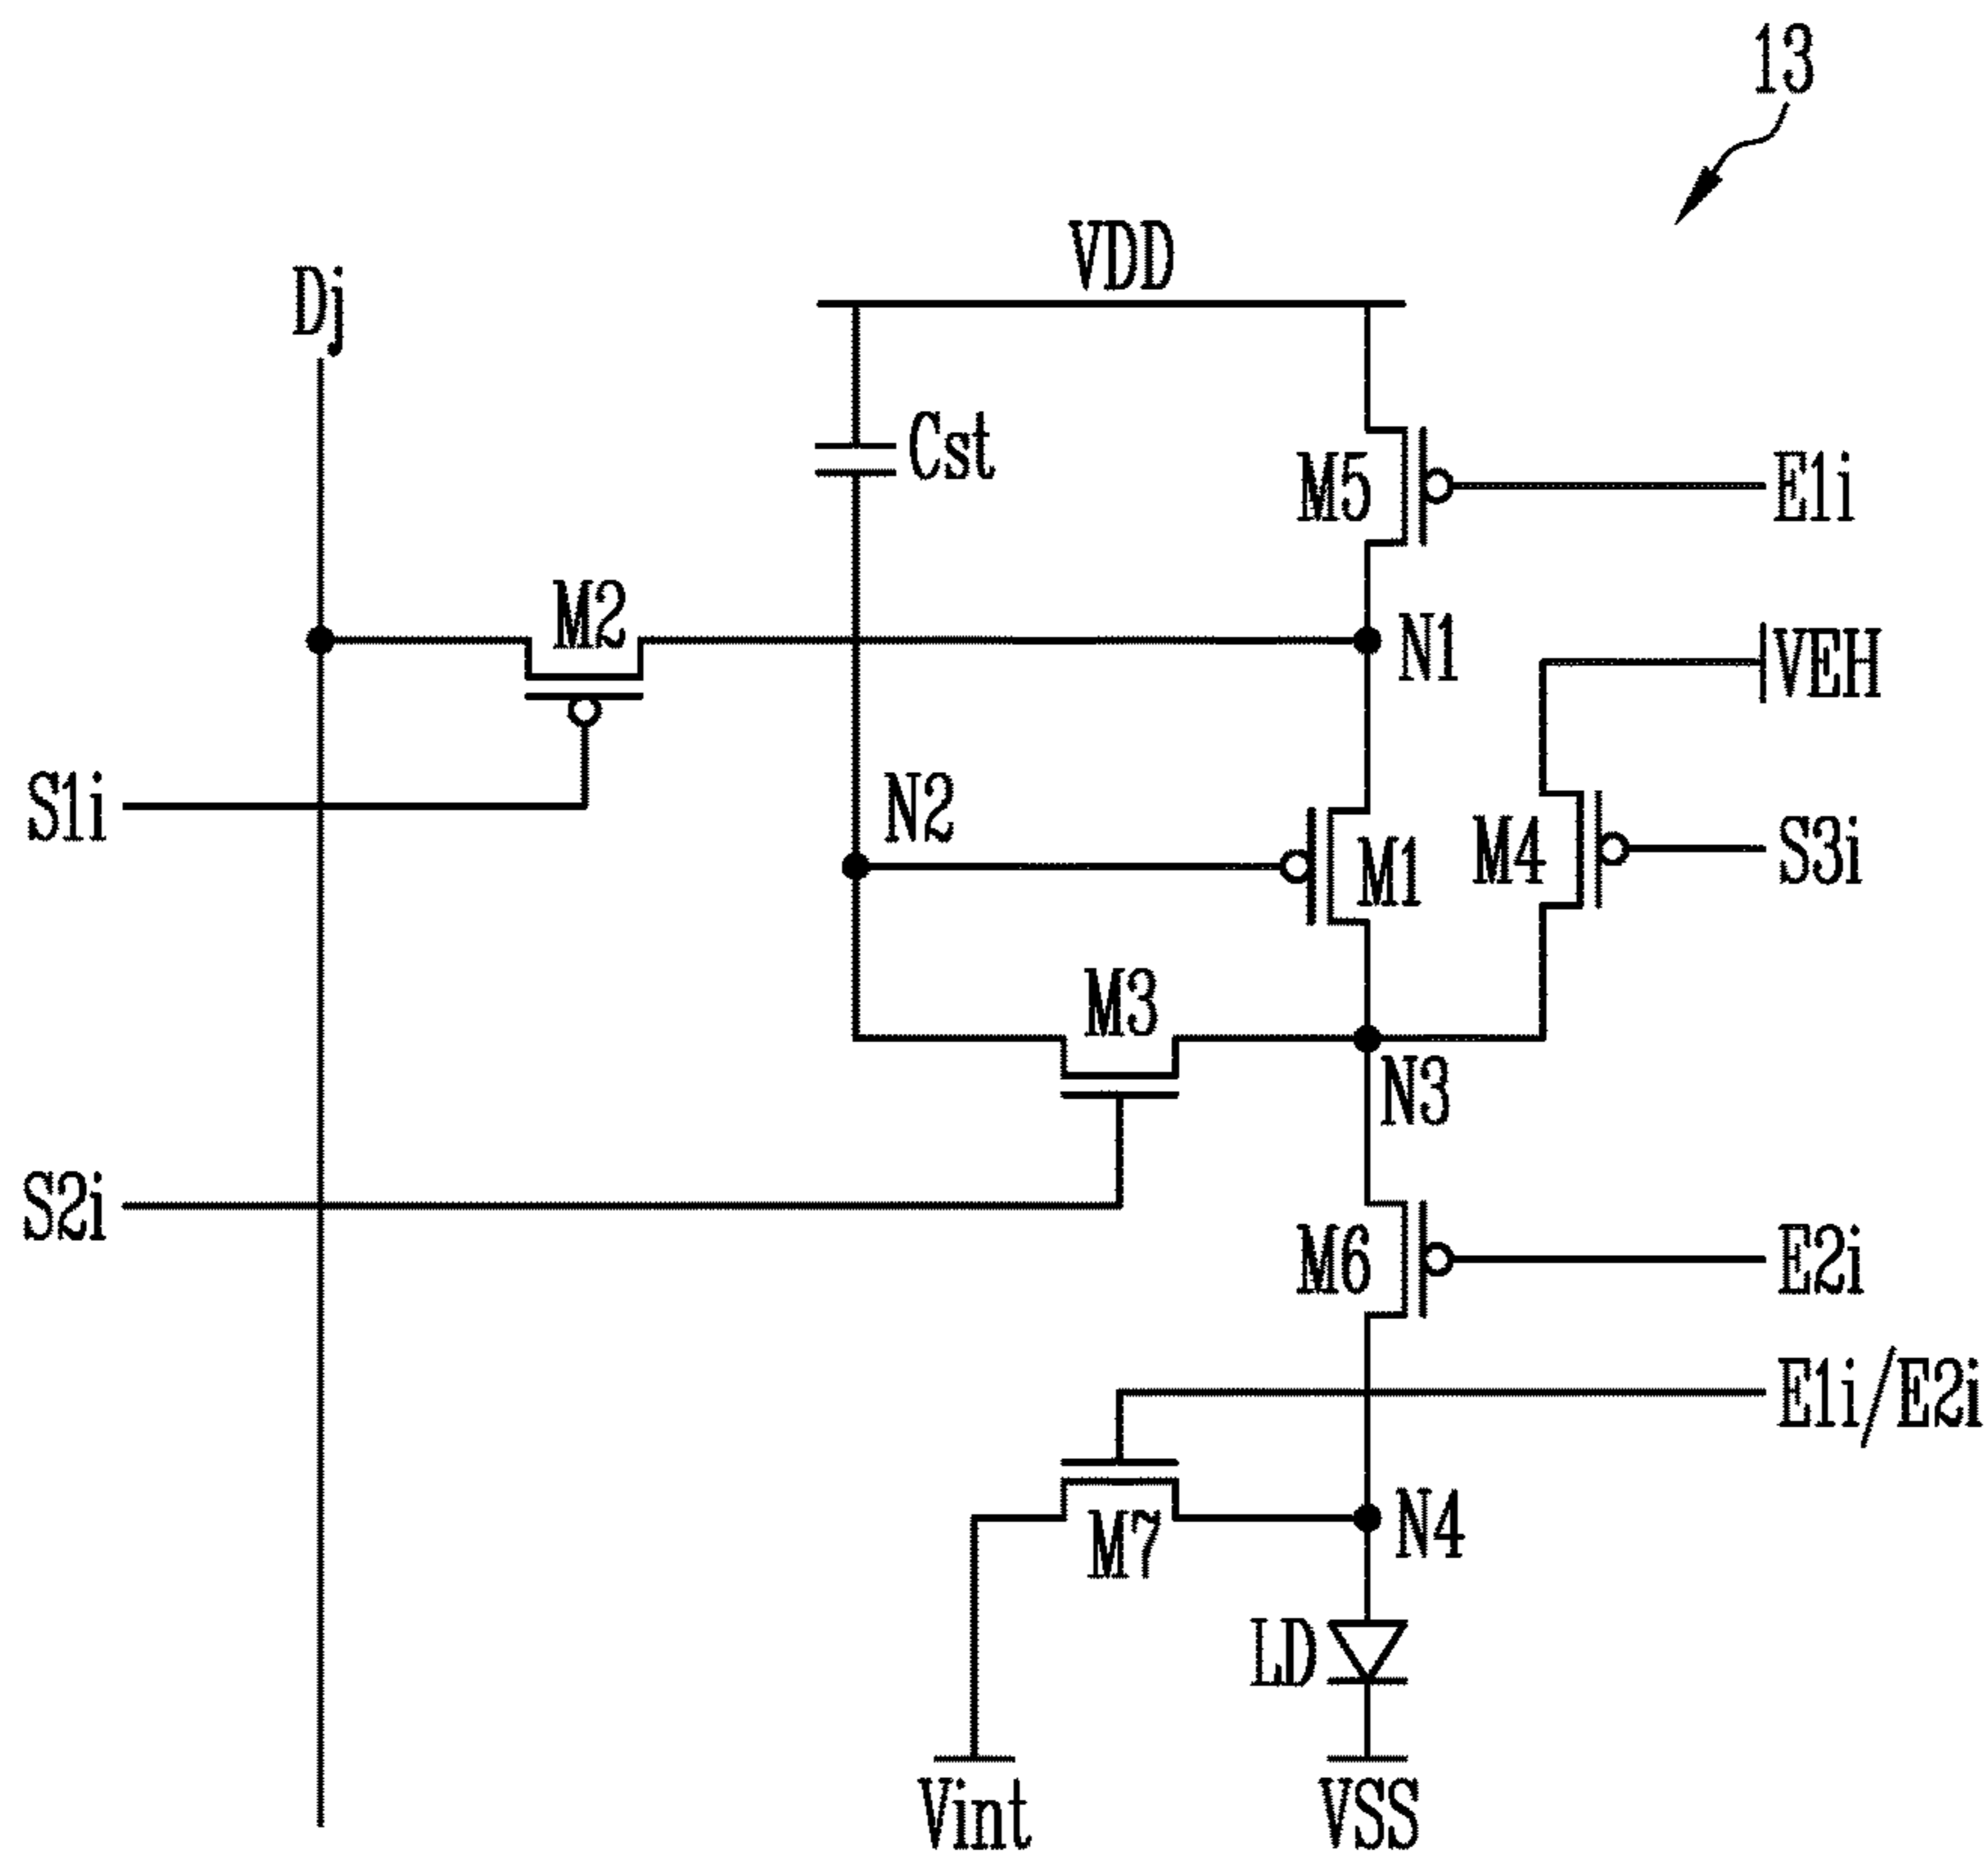 13
VDD
Dj
Cst
M5
E1i
M2
N1
VEH
S1i
N2
M1
M4
S3i
M3
N3
S2i
M6
E2i
E1i/E2i
M7
N4
LD
Vint
VSS